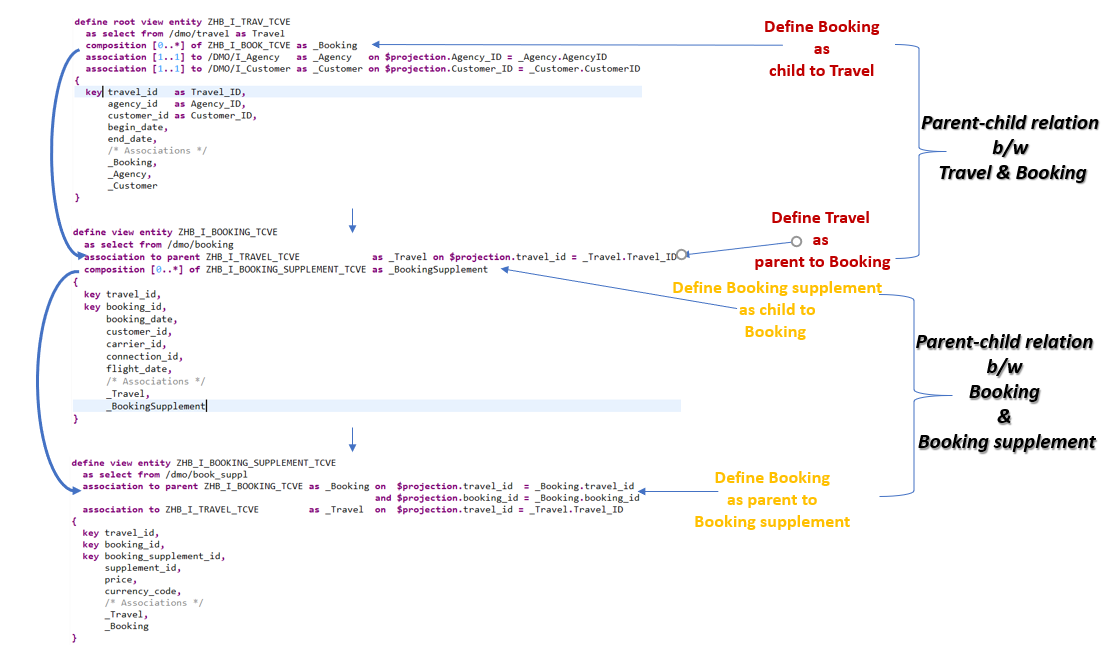 define root view entity ZHB_I_TRAV_TCVE
as select from /dmo/travel as Travel
composition [0..*] of ZHB_I_BOOK_TCVE as _Booking
association [1..1] to /DMO/I_Agency as _Agency on $projection.Agency_ID = _Agency.AgencyID
association [1..1] to /DMO/I_Customer as _Customer on $projection.Customer_ID = _Customer.CustomerID
{
key travel_id as Travel_ID,
agency_id as Agency_ID,
customer_id as Customer_ID,
begin_date,
end_date,
/* Associations */
_Booking,
_Agency,
_Customer
}
Define Booking
as
child to Travel
Parent-child relation
b/w
Travel & Booking
define view entity ZHB_I_BOOKING_TCVE
as select from /dmo/booking
association to parent ZHB_I_TRAVEL_TCVE as _Travel on $projection.travel_id = _Travel.Travel_ID
composition [0..*] of ZHB_I_BOOKING_SUPPLEMENT_TCVE as _BookingSupplement
{
key travel_id,
key booking_id,
booking_date,
customer_id,
carrier_id,
connection_id,
flight_date,
/* Associations */
_Travel,
_BookingSupplement
}
Define Travel
as
parent to Booking
Define Booking supplement
as child to
Booking
Parent-child relation
b/w
Booking
&
Booking supplement
define view entity ZHB_I_BOOKING_SUPPLEMENT_TCVE
as select from /dmo/book_suppl
association to parent ZHB_I_BOOKING_TCVE as _Booking on $projection.travel_id = _Booking.travel_id
and $projection.booking_id = _Booking.booking_id
association to ZHB_I_TRAVEL_TCVE as _Travel on $projection.travel_id = _Travel.Travel_ID
{
key travel_id,
key booking_id,
key booking_supplement_id,
supplement_id,
price,
currency_code,
/* Associations */
_Travel,
_Booking
}
Define Booking
as parent to
Booking supplement